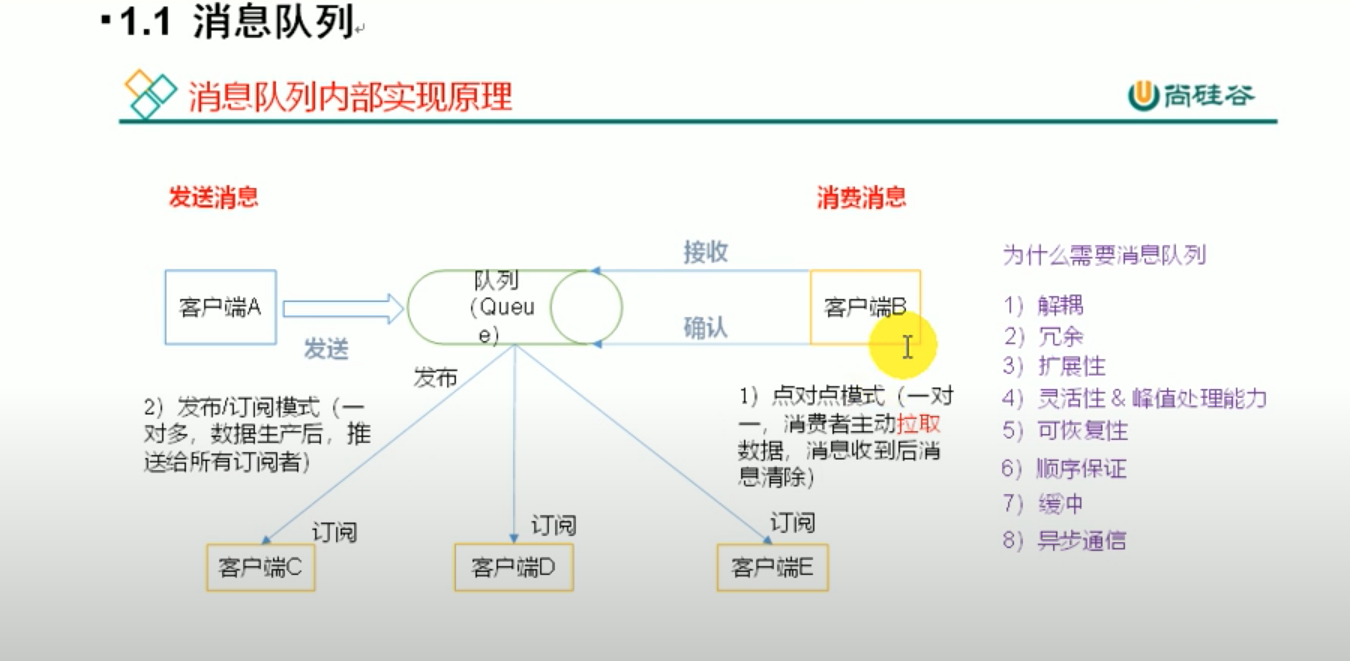 ▪1.1 消息队列
消息队列内部实现原理
尚硅谷
发送消息
消费消息
客户端A
发送
队列
（Queu
e）
接收
确认
客户端B
发布
2）发布/订阅模式（一
对多，数据生产后，推
送给所有订阅者）
1）点对点模式（一对
一，消费者主动拉取
数据，消息收到后消
息清除）
订阅
订阅
订阅
客户端C
客户端D
客户端E
为什么需要消息队列
1）解耦
2）冗余
3）扩展性
4）灵活性 & 峰值处理能力
5）可恢复性
6）顺序保证
7）缓冲
8）异步通信